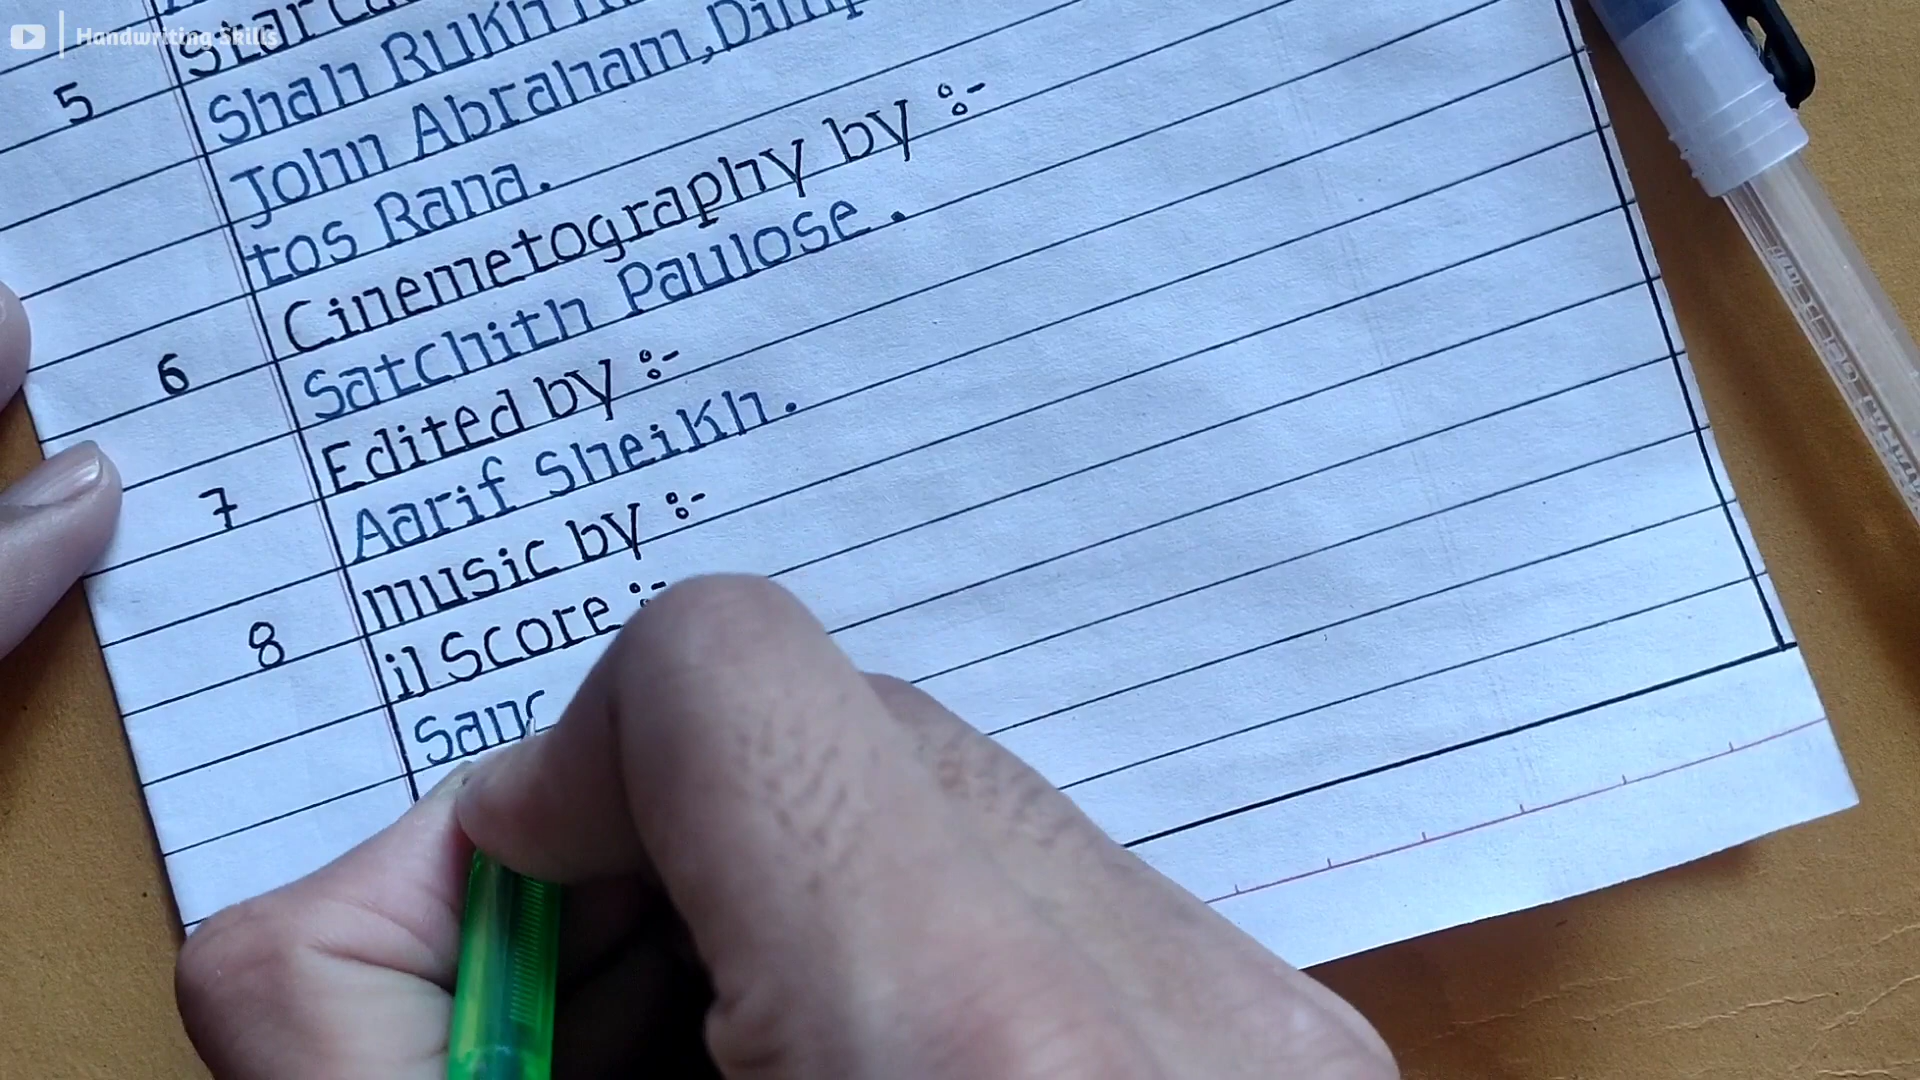 Handwriting Skills
5
Shah Rukh
John Abraham,
tos Rana.
6 Cinemetography by :-
Satchith Paulose.
7 Edited by :-
Aarif Sheikh.
8 music by :-
il Score :-